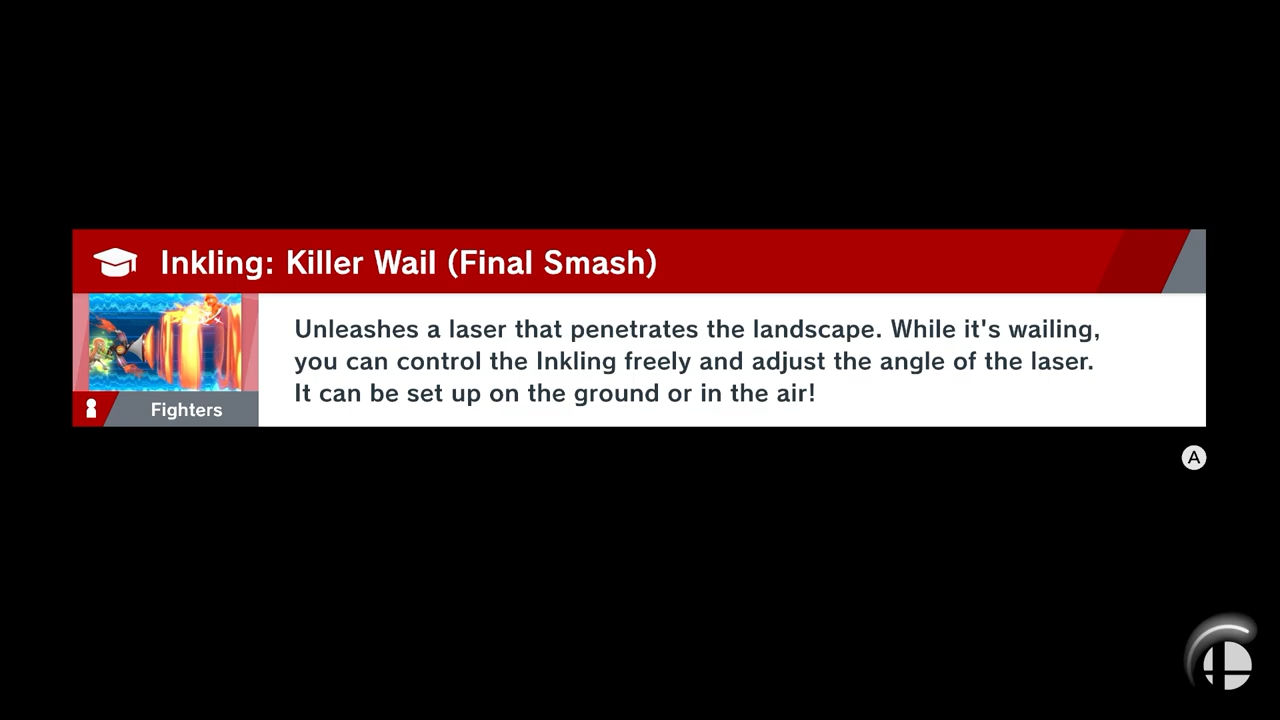 Inkling: Killer Wail (Final Smash)
Unleashes a laser that penetrates the landscape. While it's wailing,
you can control the Inkling freely and adjust the angle of the laser.
It can be set up on the ground or in the air!
Fighters
A